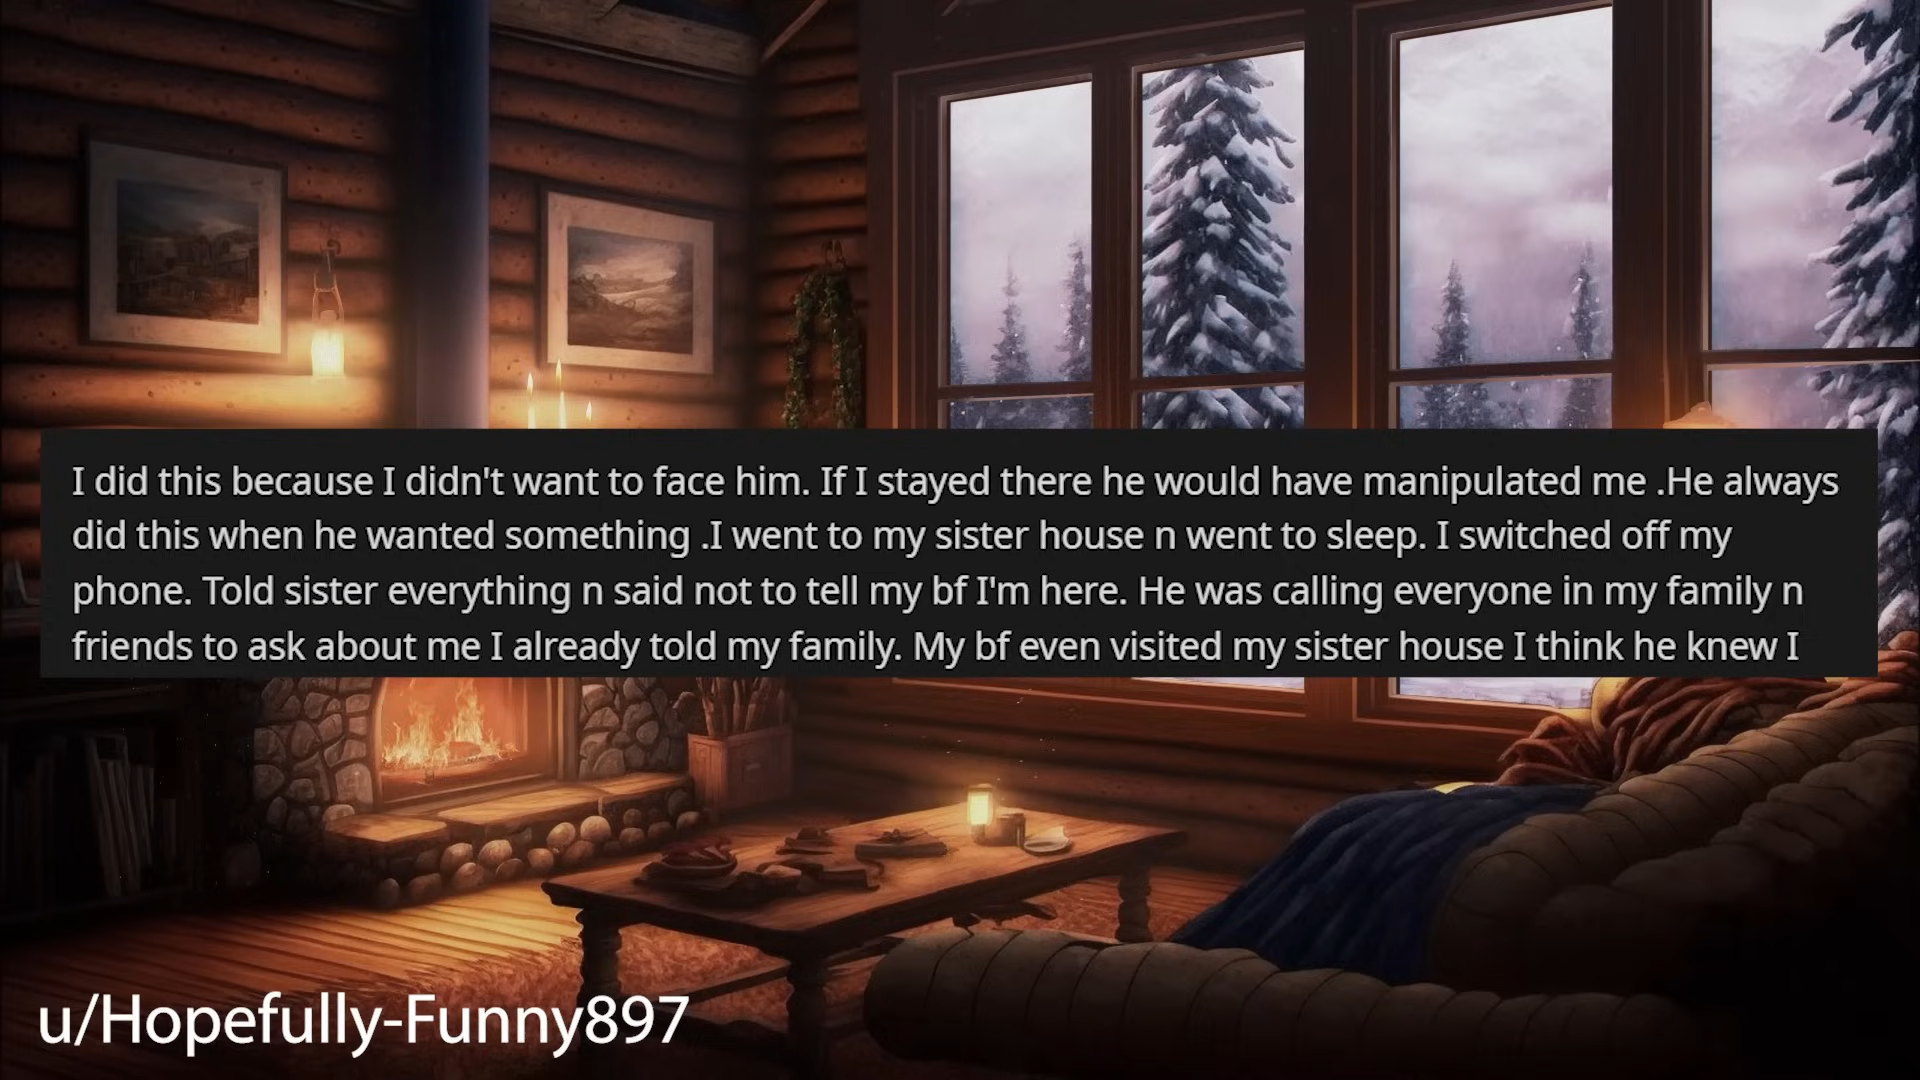 I did this because I didn't want to face him. If I stayed there he would have manipulated me .He always
did this when he wanted something .I went to my sister house n went to sleep. I switched off my
phone. Told sister everything n said not to tell my bf I'm here. He was calling everyone in my family n
friends to ask about me I already told my family. My bf even visited my sister house I think he knew I
u/Hopefully-Funny897